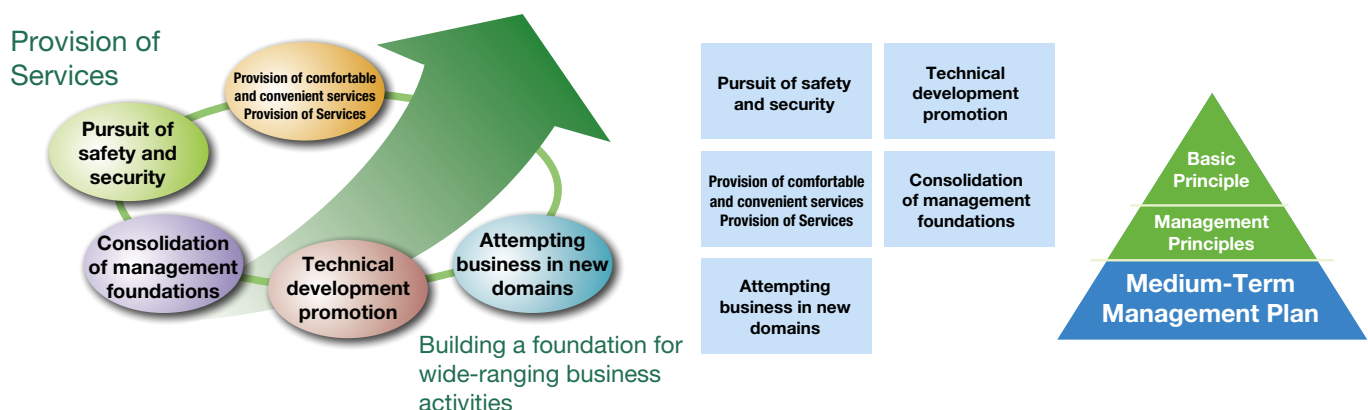 Provision of
Services
Provision of comfortable
and convenient services
Provision of Services
Pursuit of
safety and
security
Consolidation
of management
foundations
Technical
development
promotion
Attempting
business in new
domains
Building a foundation for
wide-ranging business
activities
Pursuit of safety
and security
Technical
development
promotion
Provision of comfortable
and convenient services
Provision of Services
Consolidation
of management
foundations
Attempting
business in new
domains
Basic
Principle
Management
Principles
Medium-Term
Management Plan